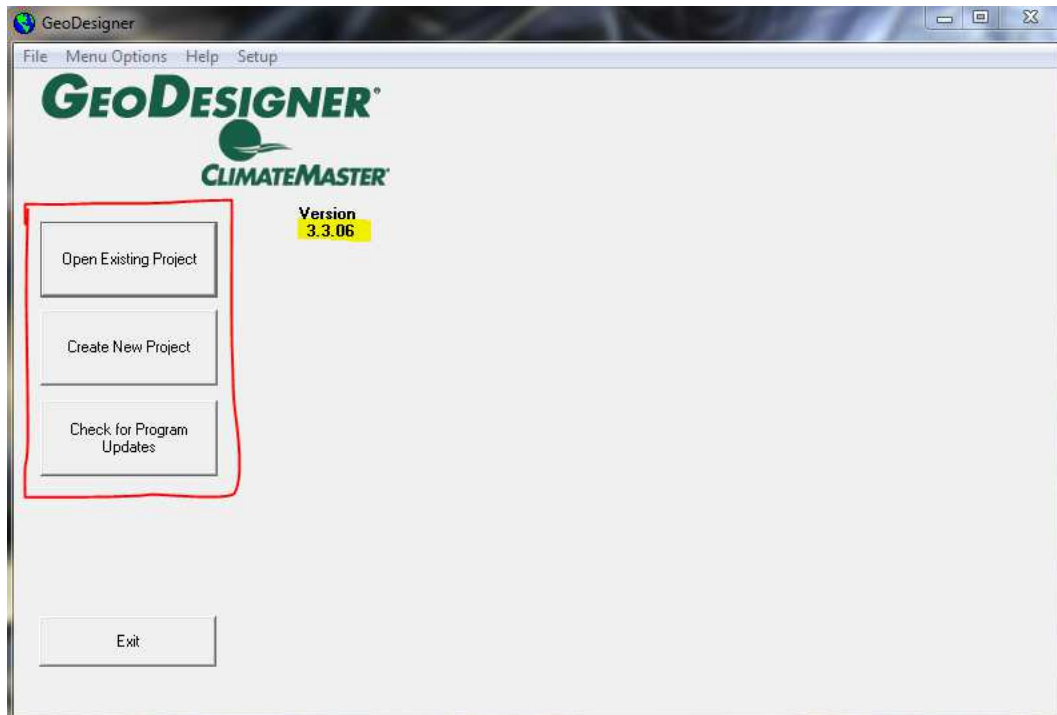 GeoDesigner
File Menu Options Help Setup
GEODESIGNER®
CLIMATEMASTER®
Version
3.3.06
Open Existing Project
Create New Project
Check for Program
Updates
Exit